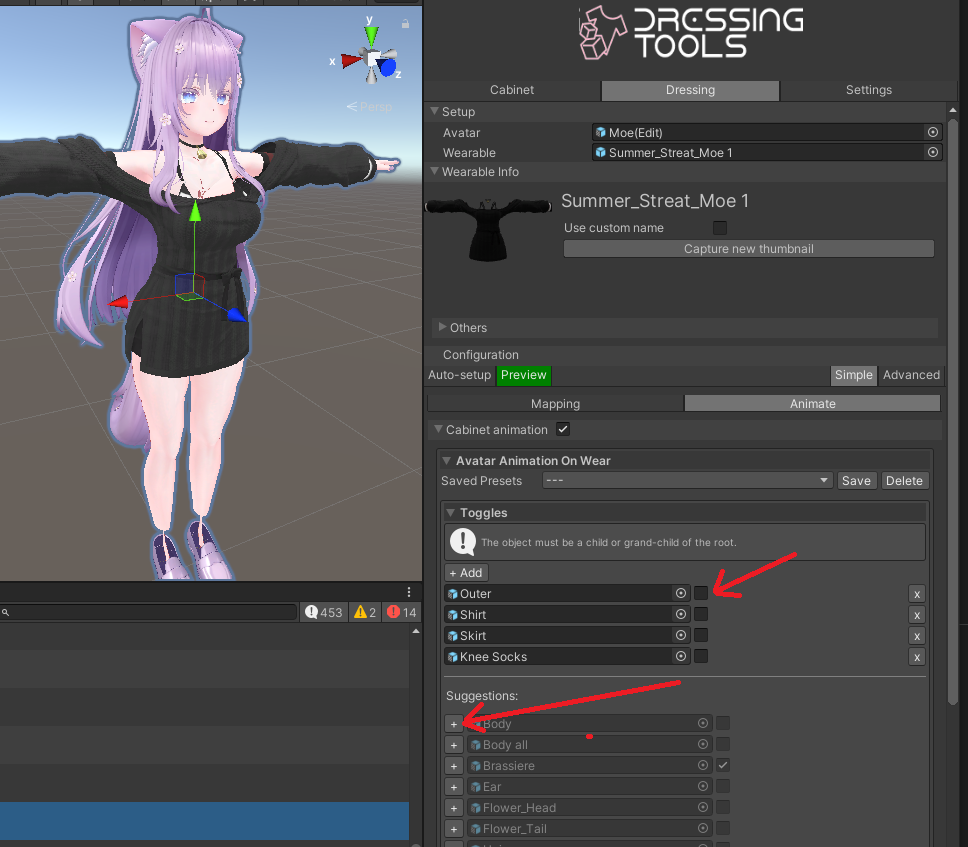 DRESSING
TOOLS
y
x
z
Persp
Cabinet
Dressing
Settings
Setup
Avatar
Moe(Edit)
Wearable
Summer_Streat_Moe 1
Wearable Info
Summer_Streat_Moe 1
Use custom name
Capture new thumbnail
Others
Configuration
Auto-setup
Preview
Simple
Advanced
Mapping
Animate
Cabinet animation
Avatar Animation On Wear
Saved Presets
---
Save
Delete
Toggles
The object must be a child or grand-child of the root.
+ Add
Outer
x
Shirt
x
Skirt
x
Knee Socks
x
453
2
14
Suggestions:
+ Body
+ Body all
+ Brassiere
+ Ear
+ Flower_Head
+ Flower_Tail